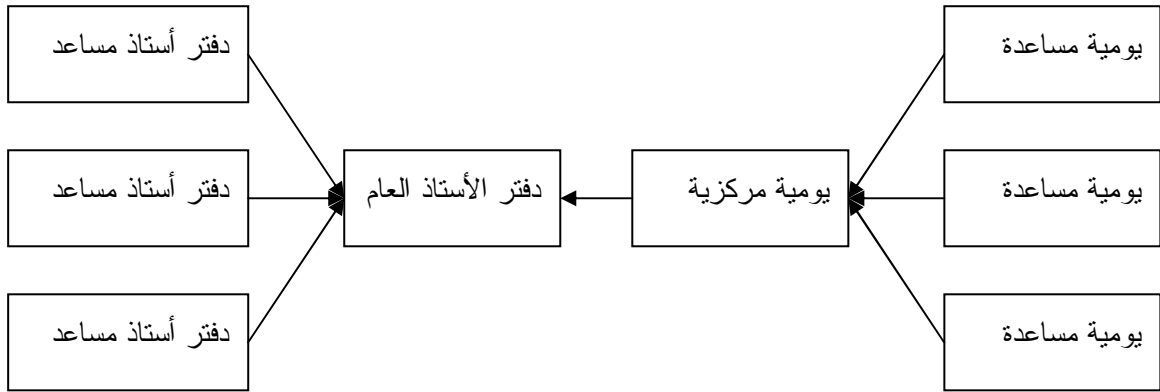 يومية مساعدة
دفتر أستاذ مساعد
يومية مساعدة
يومية مركزية
دفتر الأستاذ العام
دفتر أستاذ مساعد
يومية مساعدة
دفتر أستاذ مساعد